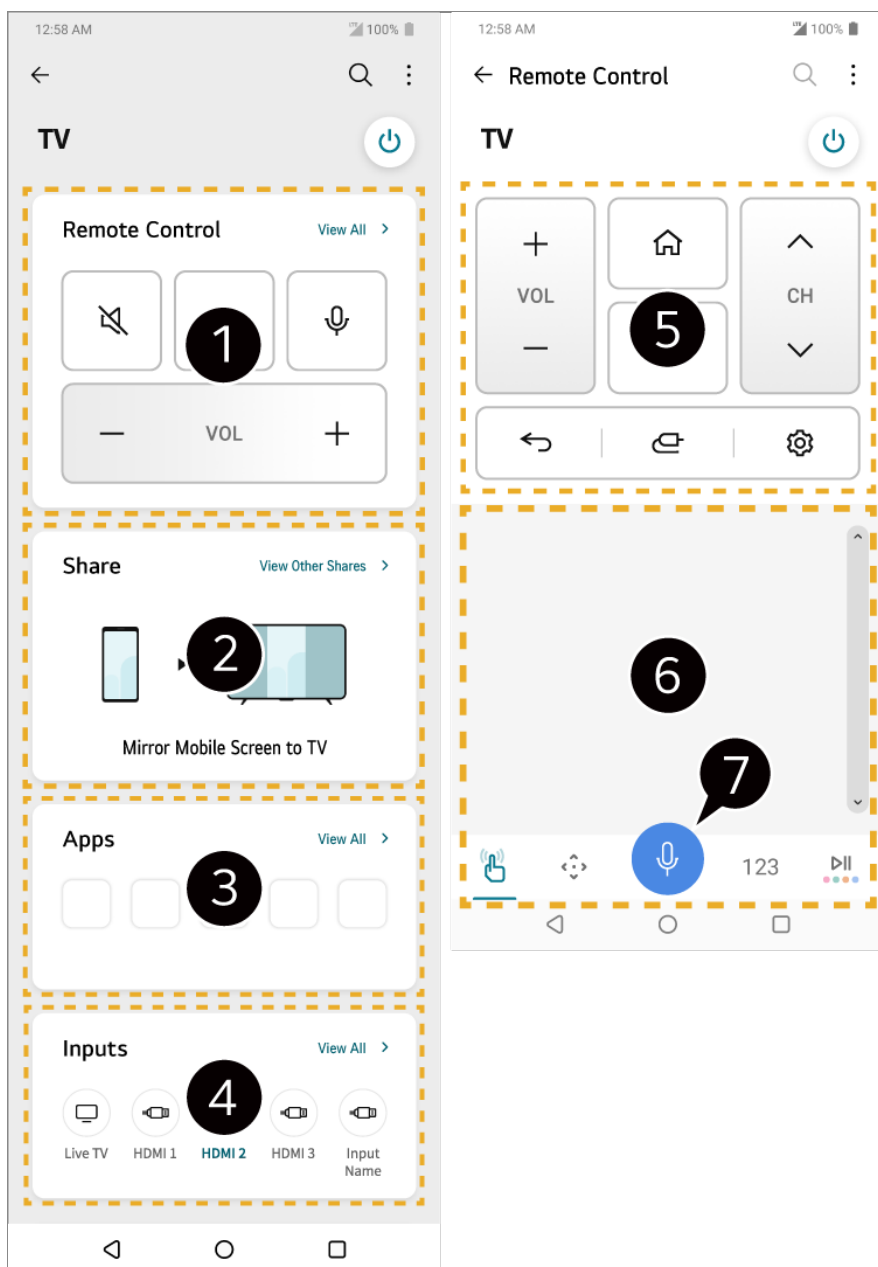 12:58 AM
LTE 100%
TV
Remote Control
View All >
1
VOL
Share
View Other Shares >
2
Mirror Mobile Screen to TV
Apps
View All >
3
Inputs
View All >
4
Live TV
HDMI 1
HDMI 2
HDMI 3
Input
Name
12:58 AM
LTE 100%
Remote Control
TV
VOL
CH
5
6
7
123